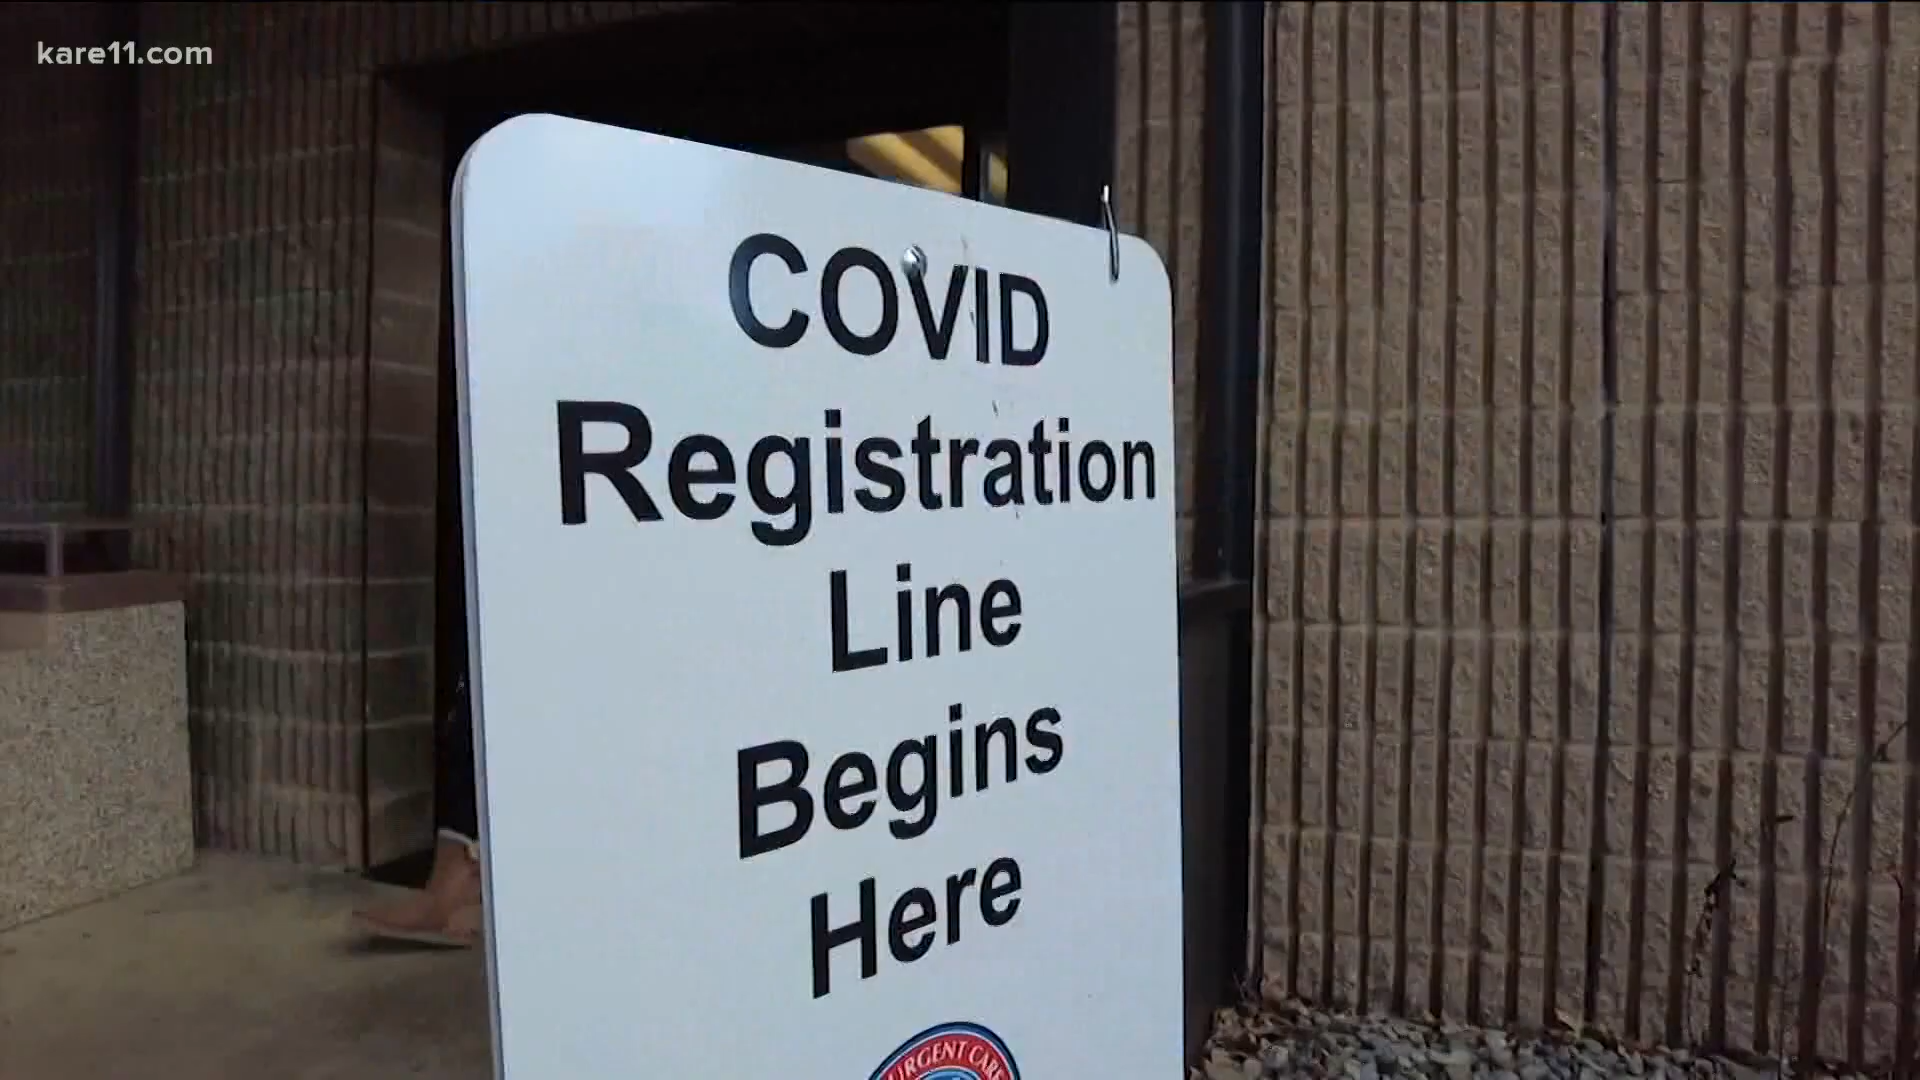 kare11.com
COVID
Registration
Line
Begins
Here
URGENT CARE